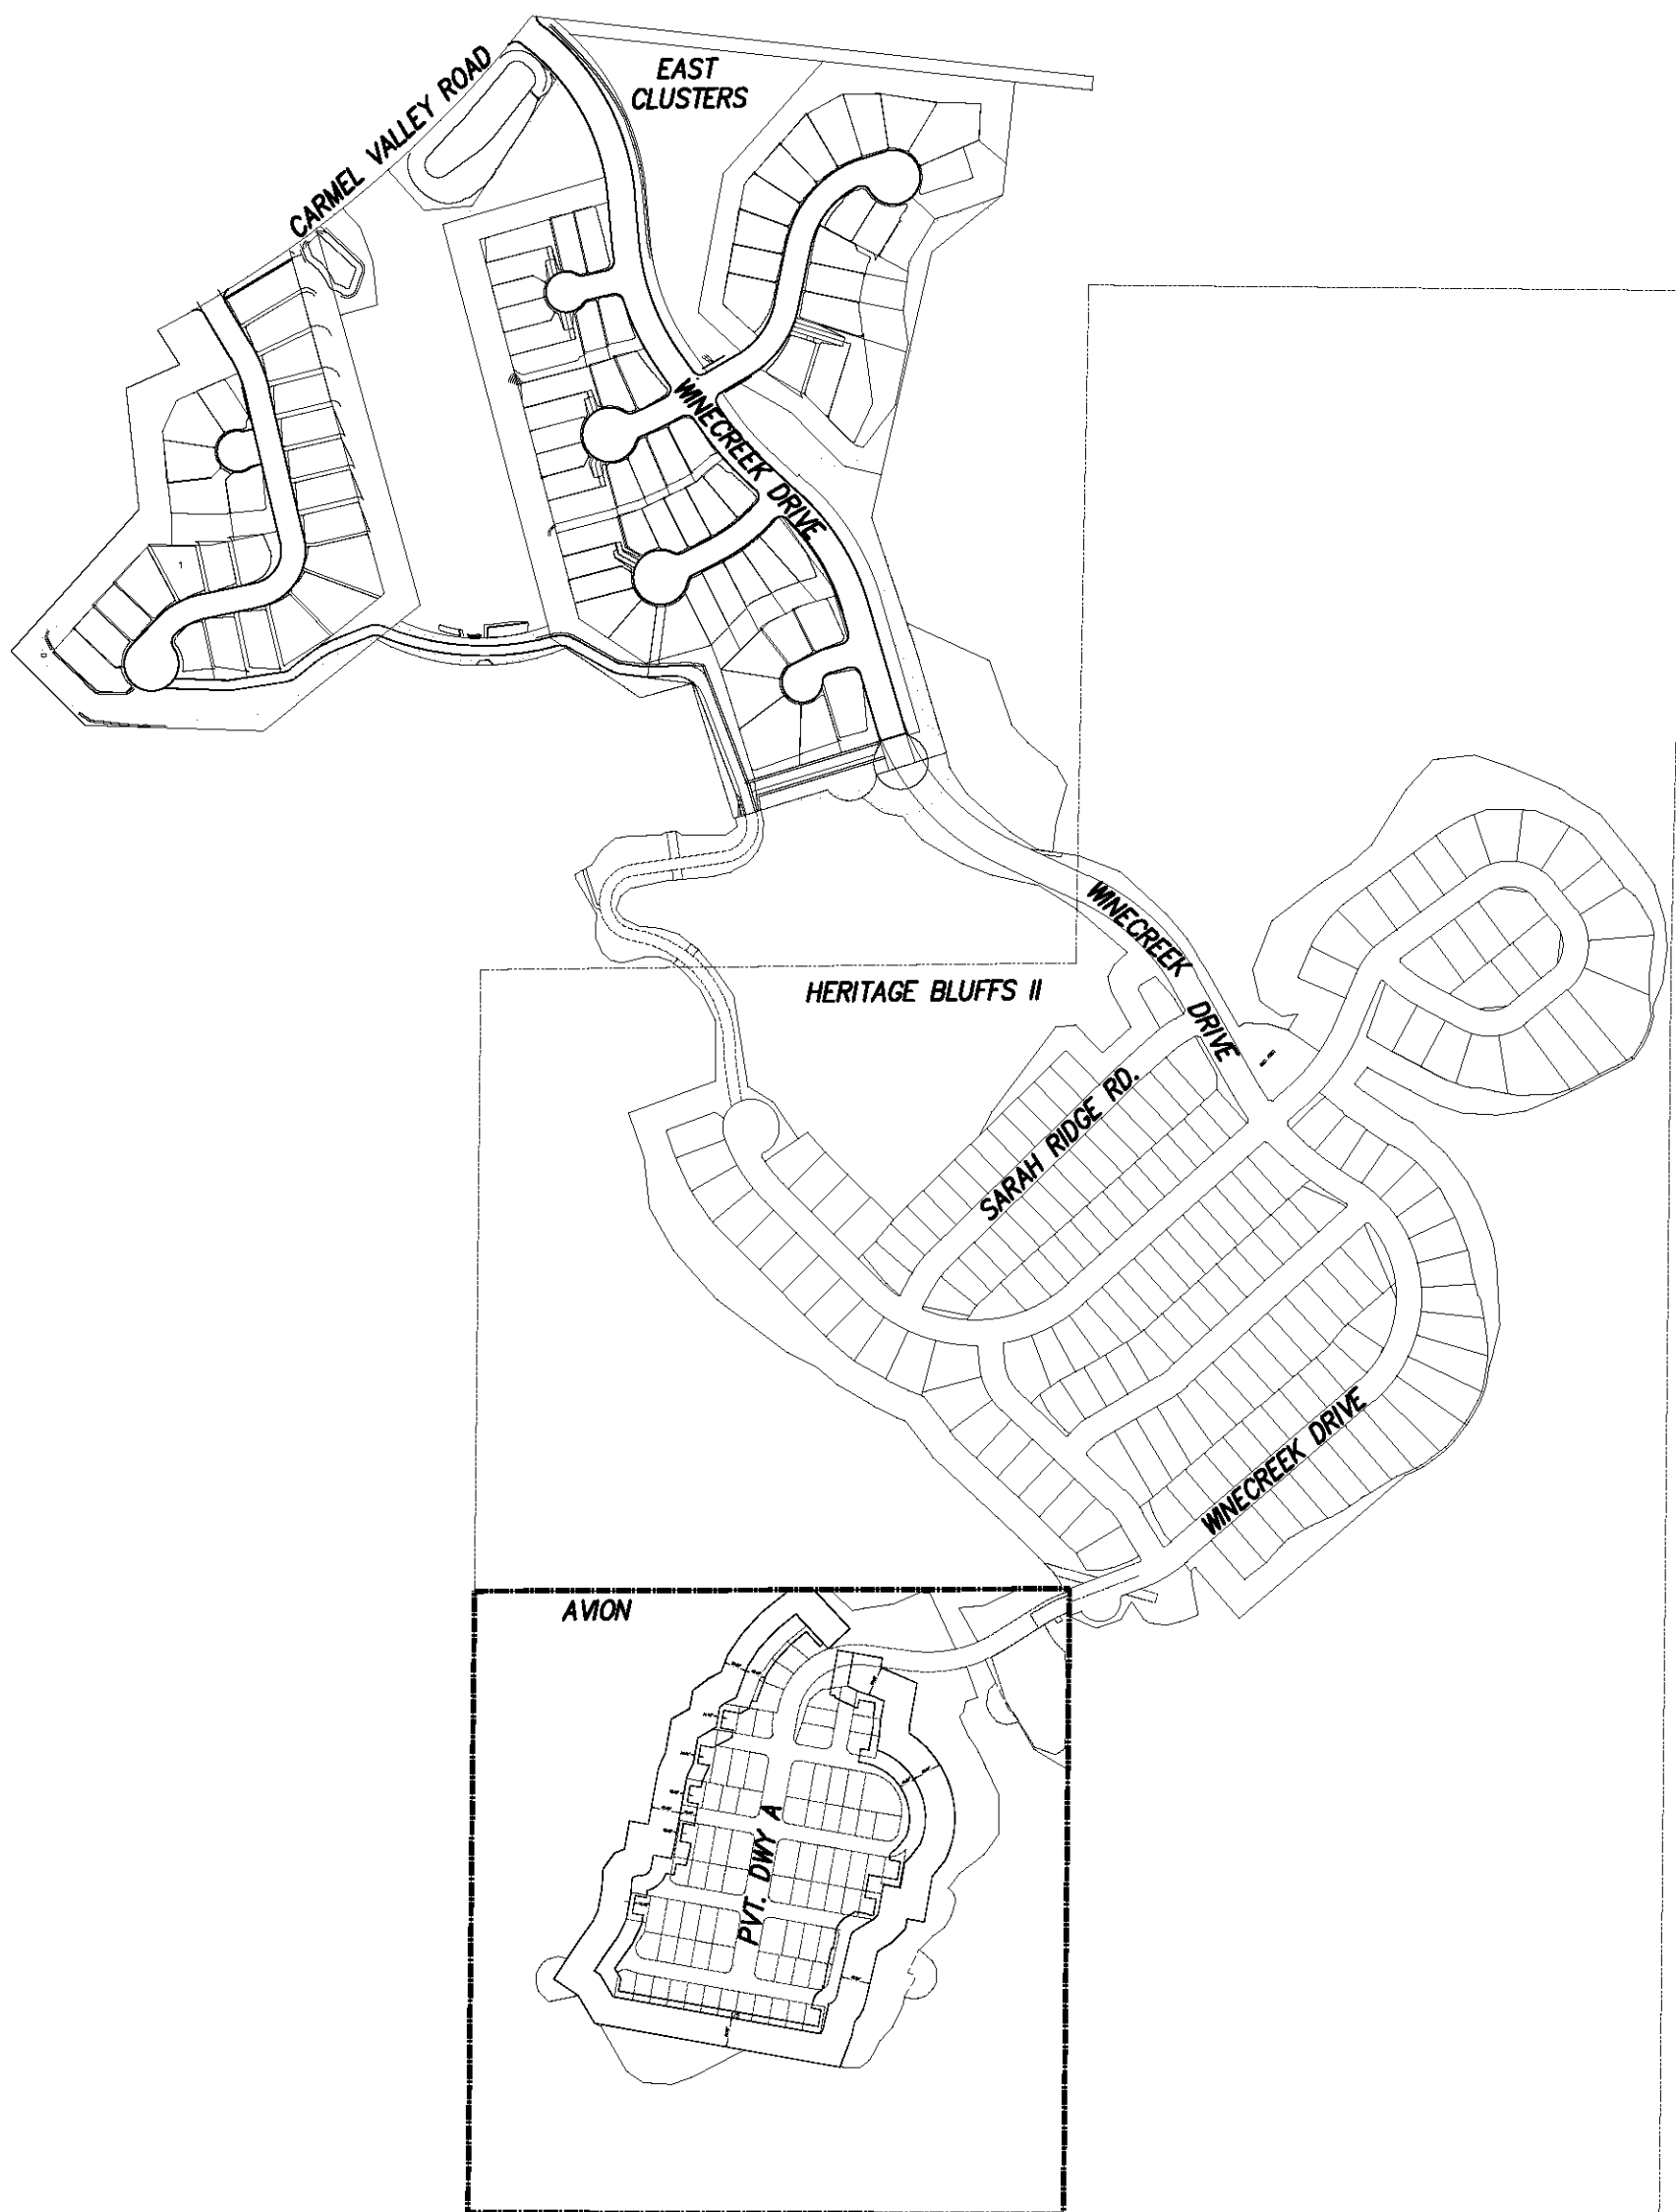 EAST
CLUSTERS
CARMEL VALLEY ROAD
WINECREEK DRIVE
1
WINECREEK DRIVE
HERITAGE BLUFFS II
SARAH RIDGE RD.
WINECREEK DRIVE
AVION
PVT. DWY A